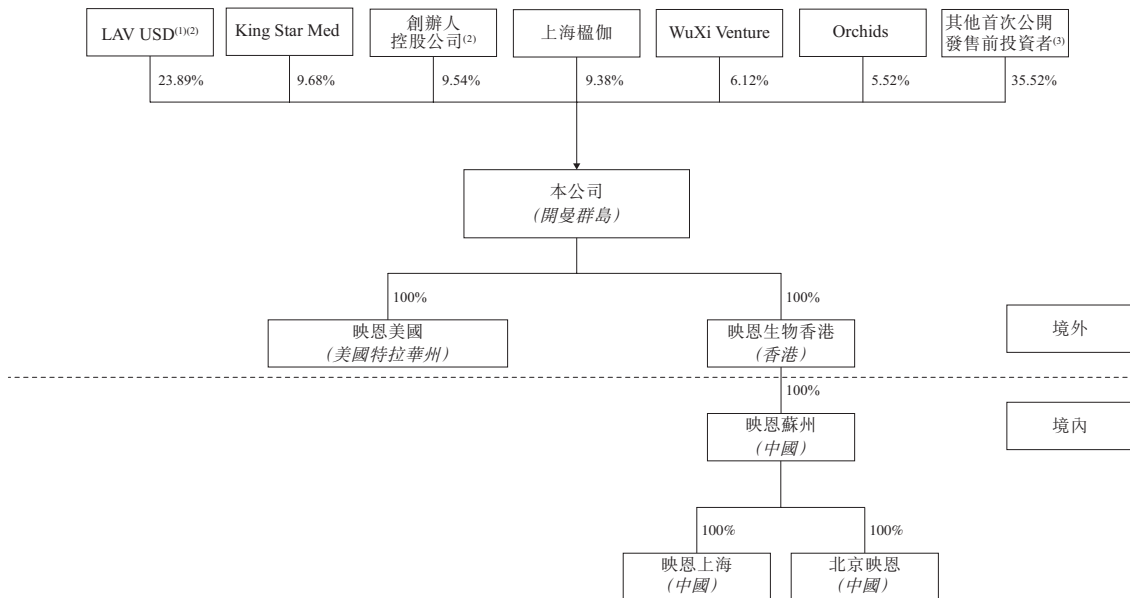 LAV USD(1)(2)
King Star Med
創辦人
控股公司(2)
上海楹伽
WuXi Venture
Orchids
其他首次公開
發售前投資者(3)
23.89%
9.68%
9.54%
9.38%
6.12%
5.52%
35.52%
本公司
(開曼群島)
100%
100%
映恩美國
(美國特拉華州)
映恩生物香港
(香港)
境外
100%
映恩蘇州
(中國)
境內
100%
100%
映恩上海
(中國)
北京映恩
(中國)